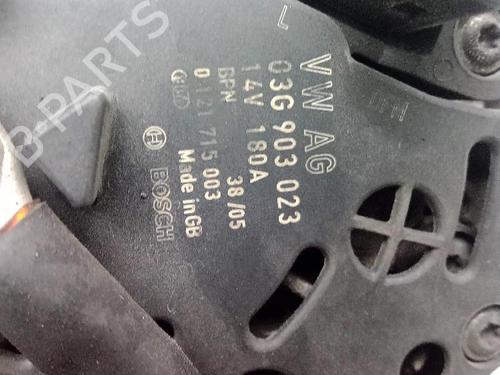 VW AG
03G 903 023
14V 180A
BPN 38/05
0 121 715 003
Made in GB
BOSCH
B-PARTS